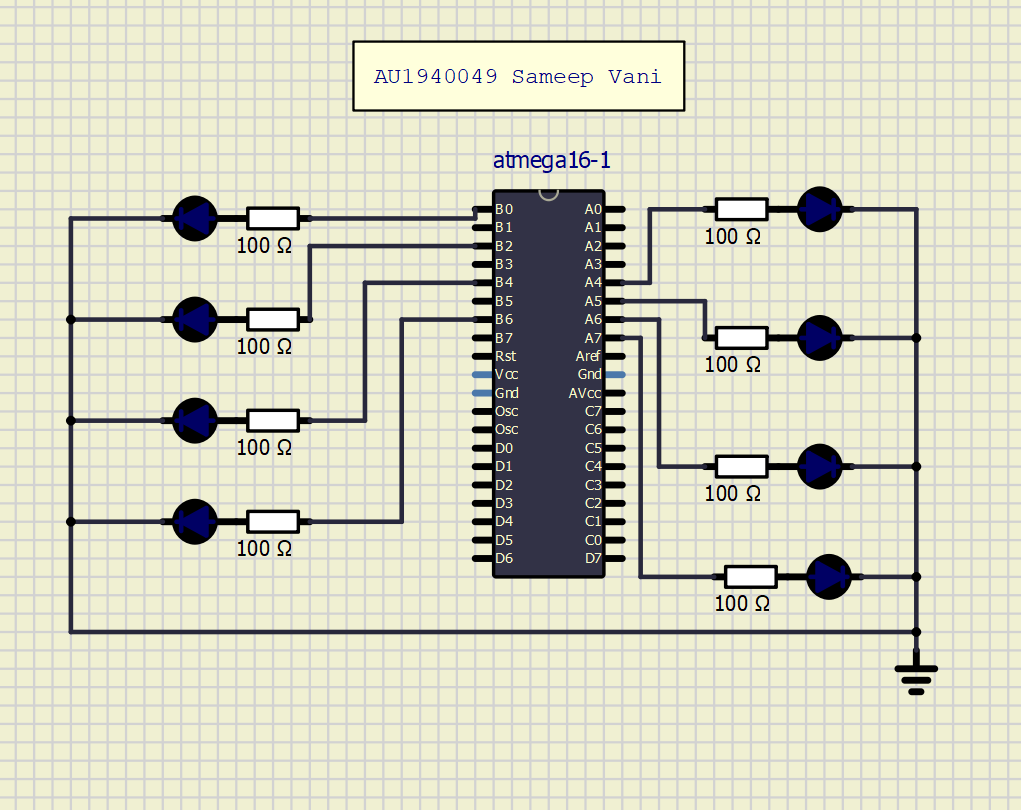 AU1940049 Sameep Vani
atmega16-1
B0 A0
B1 A1
B2 A2
B3 A3
B4 A4
B5 A5
B6 A6
B7 A7
Rst Aref
Vcc Gnd
Gnd AVcc
Osc C7
Osc C6
D0 C5
D1 C4
D2 C3
D3 C2
D4 C1
D5 C0
D6 D7
100 Ω
100 Ω
100 Ω
100 Ω
100 Ω
100 Ω
100 Ω
100 Ω